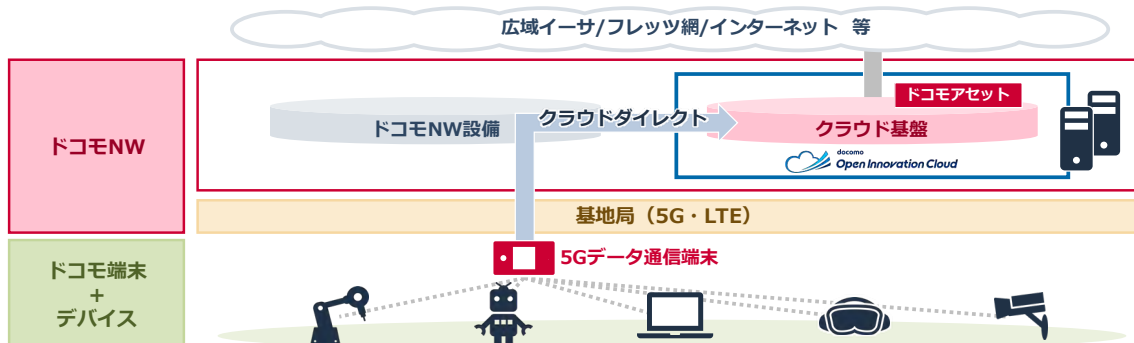 広域イーサ/フレッツ網/インターネット 等
ドコモNW
ドコモNW設備
クラウドダイレクト
ドコモアセット
クラウド基盤
docomo
Open Innovation Cloud
基地局（5G・LTE）
ドコモ端末
+
デバイス
5Gデータ通信端末